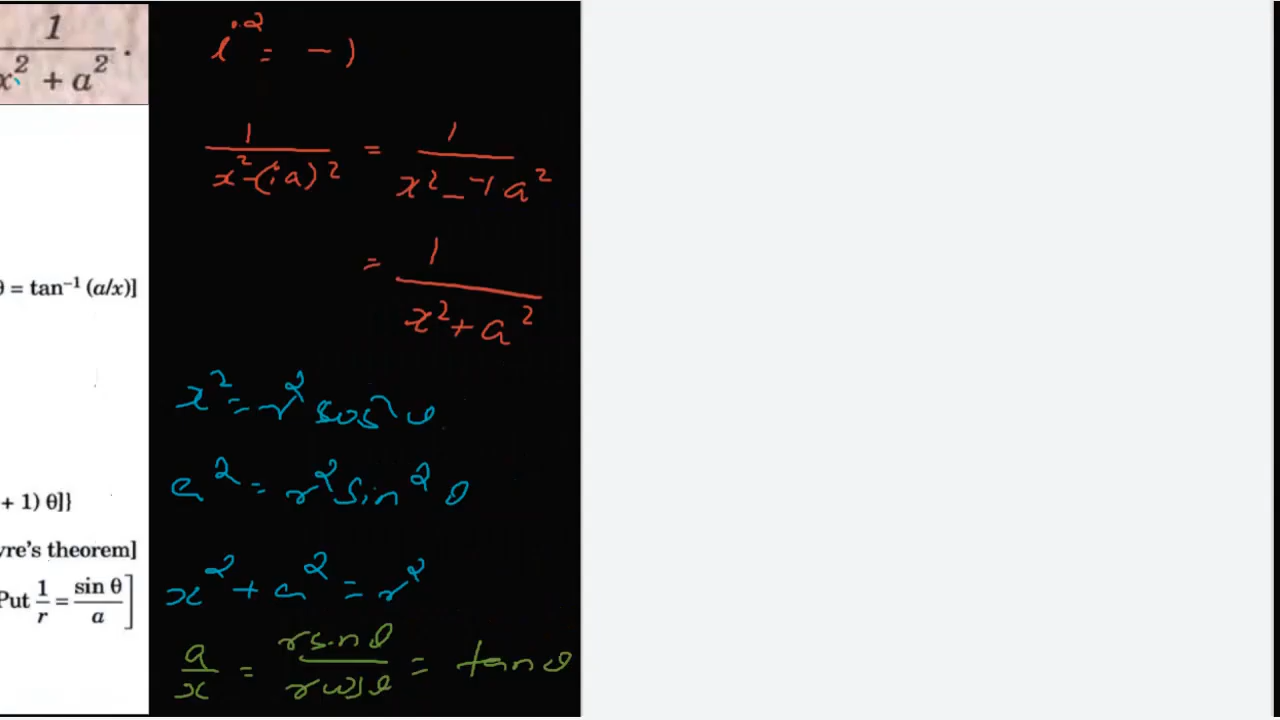 1/(x² + a²).
θ = tan⁻¹ (a/x)]
+ 1) θ]}
vre's theorem]
Put 1/r = sin θ/a ]
i² = -1
1/(x² - (ia)²) = 1/(x² - -1 a²)
= 1/(x² + a²)
x² = r² cos² θ
a² = r² sin² θ
x² + a² = r²
a/x = r sin θ / r cos θ = tan θ